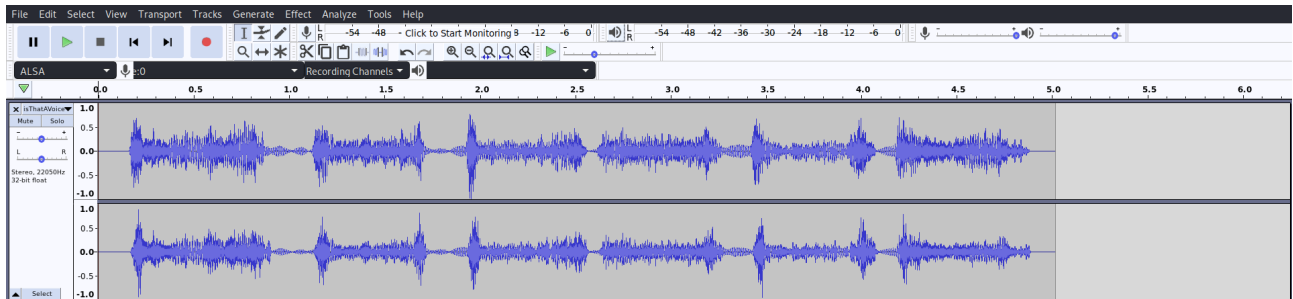 File Edit Select View Transport Tracks Generate Effect Analyze Tools Help
L R -54 -48 - Click to Start Monitoring 8 -12 -6 0 L R -54 -48 -42 -36 -30 -24 -18 -12 -6 0 - +
- +
ALSA :0 Recording Channels
0.0 0.5 1.0 1.5 2.0 2.5 3.0 3.5 4.0 4.5 5.0 5.5 6.0
x isThatAVoice 1.0
Mute Solo
- + 0.5
L R 0.0
Stereo, 22050Hz -0.5
32-bit float
-1.0
1.0
0.5
0.0
-0.5
Select -1.0